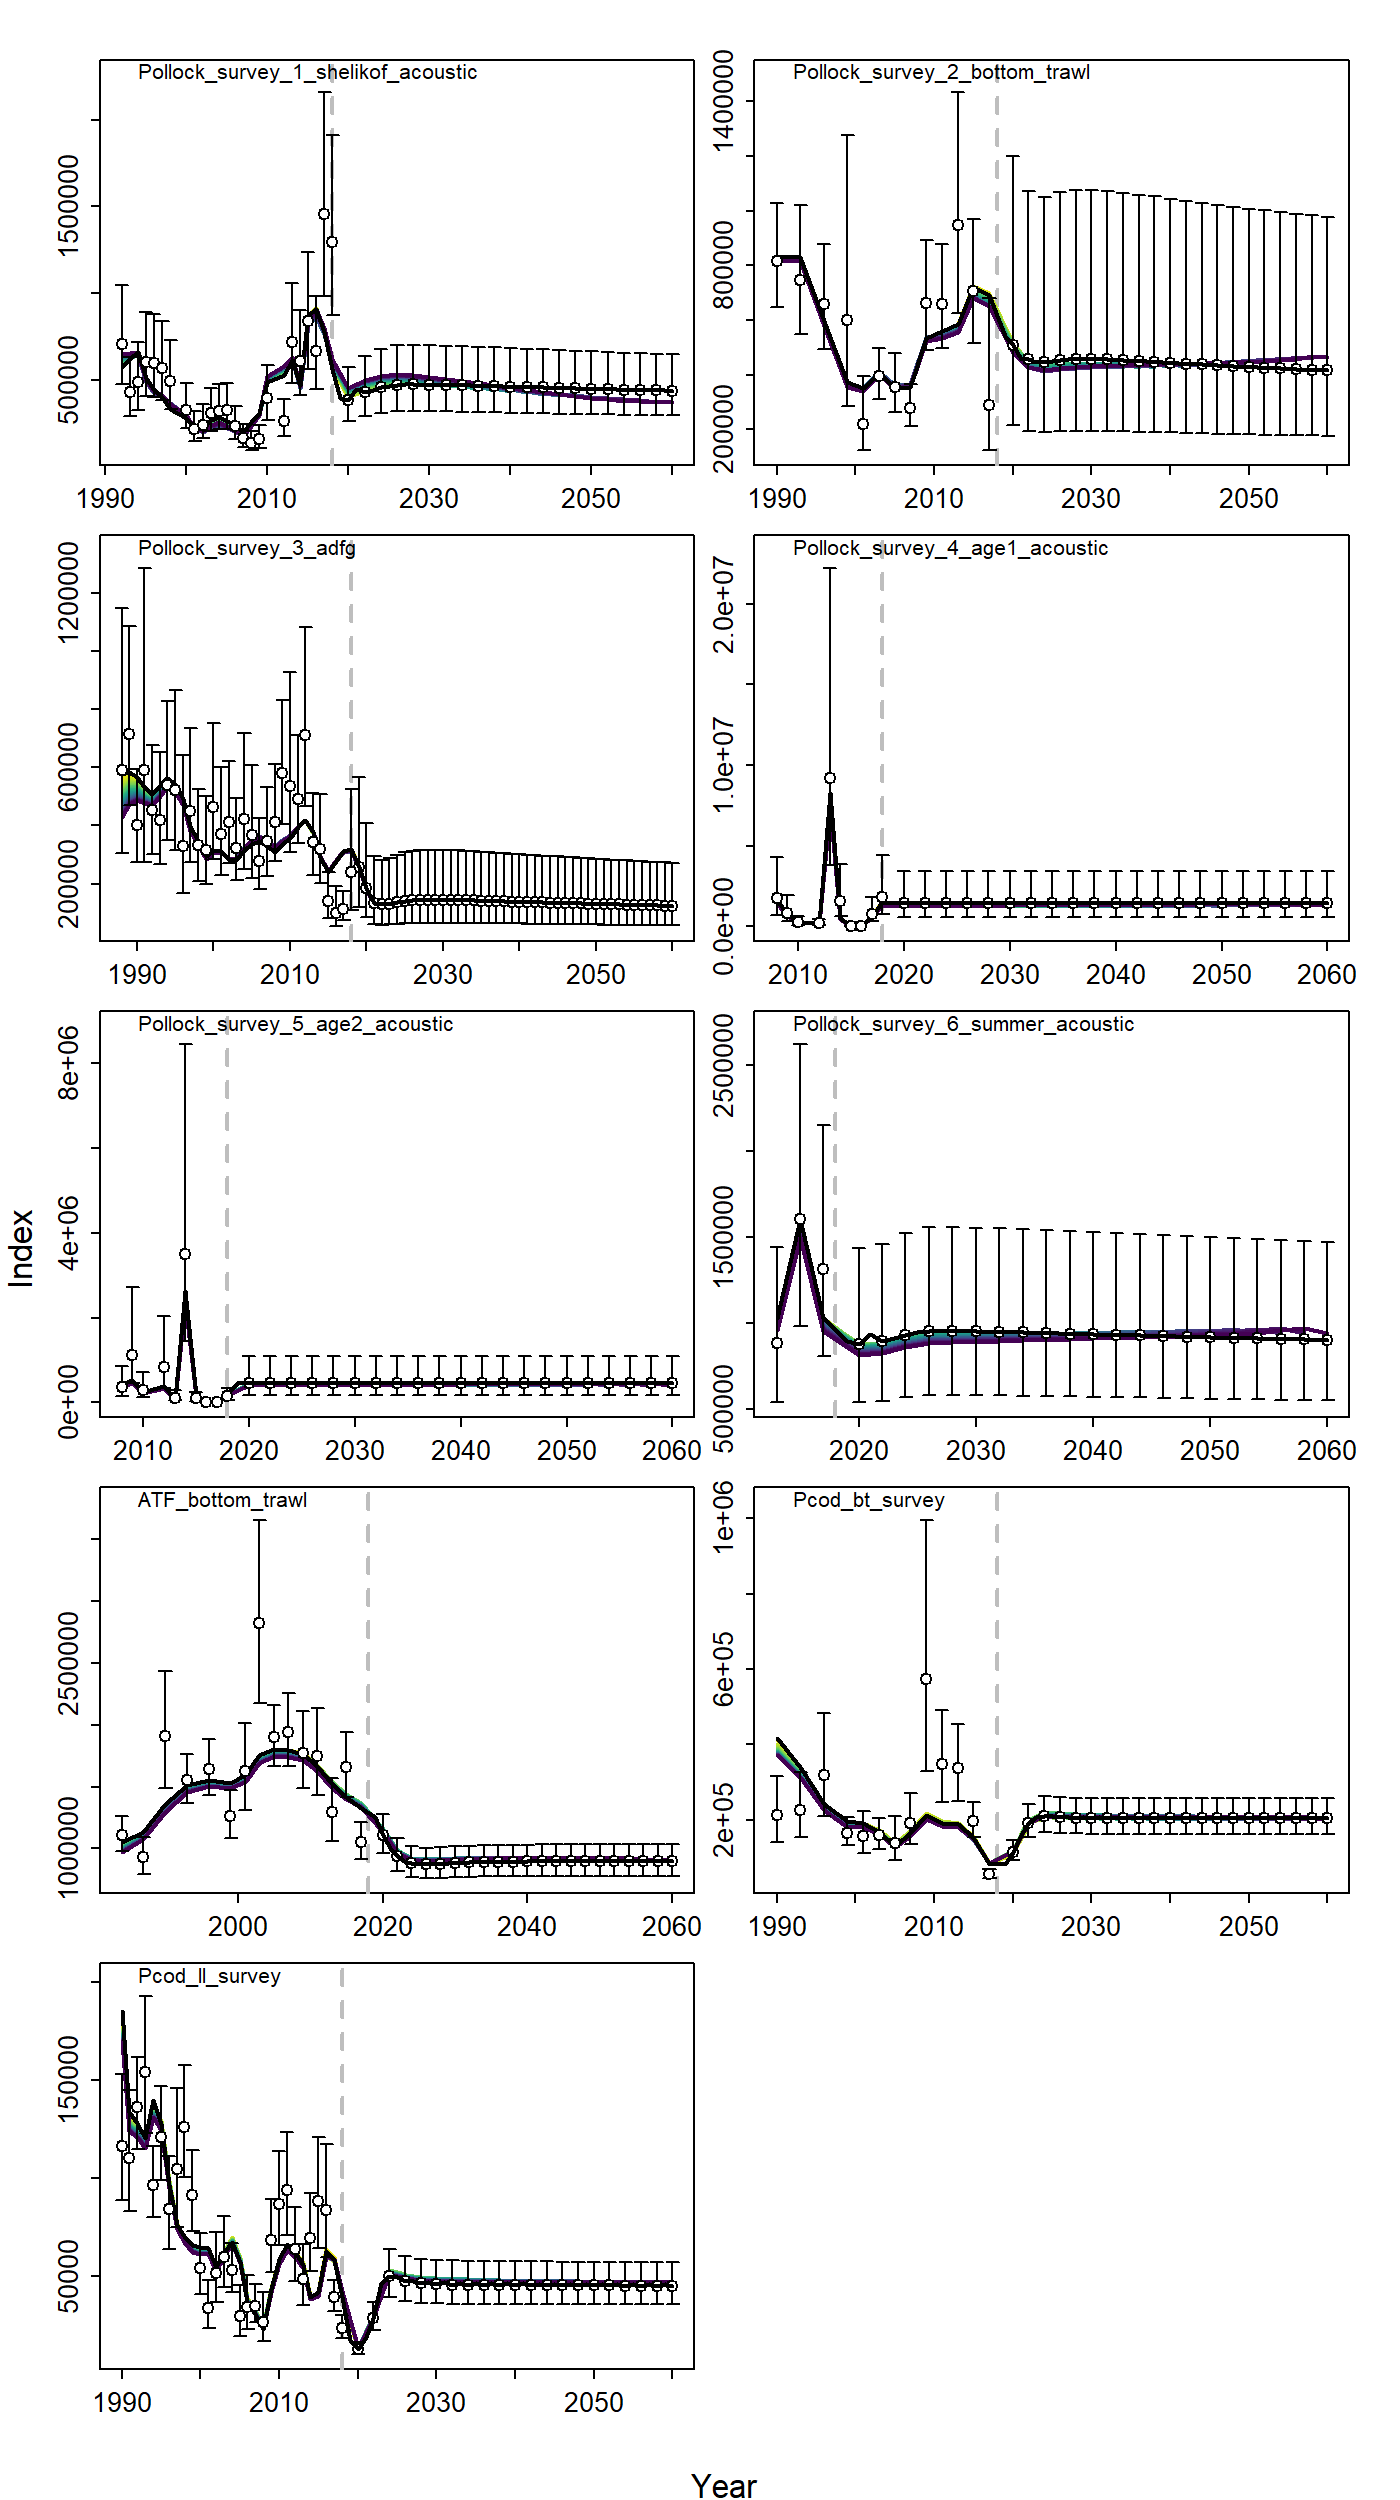 Pollock_survey_1_shelikof_acoustic
500000 1500000
1990 2010 2030 2050
Pollock_survey_2_bottom_trawl
200000 800000 1400000
1990 2010 2030 2050
Pollock_survey_3_adfg
200000 600000 1200000
1990 2010 2030 2050
Pollock_survey_4_age1_acoustic
0.0e+00 1.0e+07 2.0e+07
2010 2020 2030 2040 2050 2060
Pollock_survey_5_age2_acoustic
0e+00 4e+06 8e+06
2010 2020 2030 2040 2050 2060
Pollock_survey_6_summer_acoustic
500000 1500000 2500000
2020 2030 2040 2050 2060
Index
ATF_bottom_trawl
1000000 2500000
2000 2020 2040 2060
Pcod_bt_survey
2e+05 6e+05 1e+06
1990 2010 2030 2050
Pcod_ll_survey
50000 150000
1990 2010 2030 2050
Year